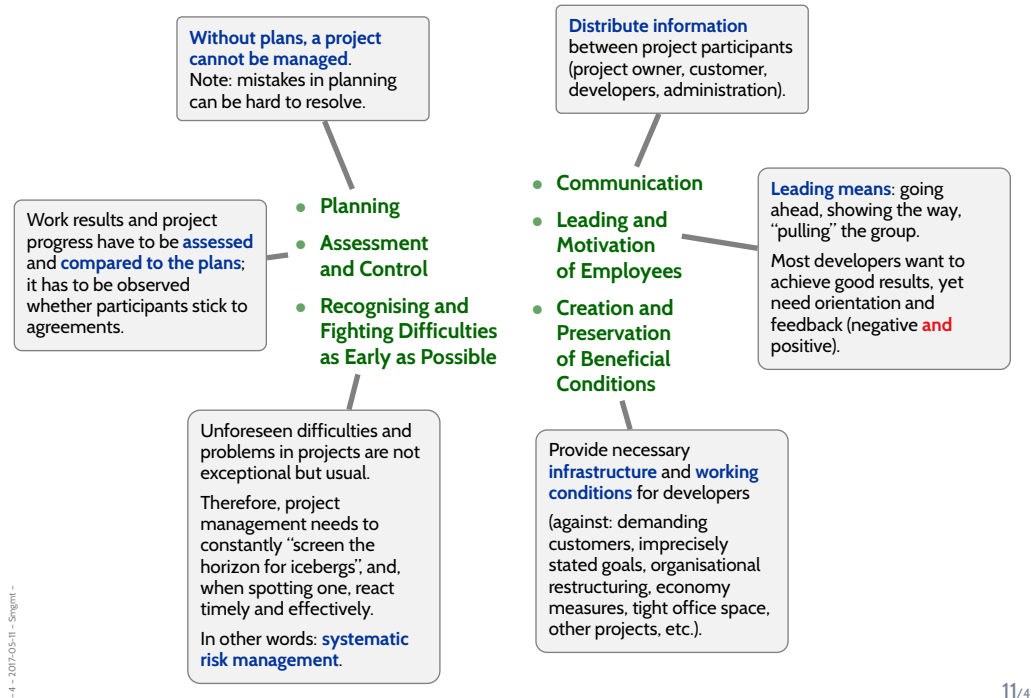 Without plans, a project
cannot be managed.
Note: mistakes in planning
can be hard to resolve.
Distribute information
between project participants
(project owner, customer,
developers, administration).
• Planning
• Assessment
and Control
• Recognising and
Fighting Difficulties
as Early as Possible
• Communication
• Leading and
Motivation
of Employees
• Creation and
Preservation
of Beneficial
Conditions
Work results and project
progress have to be assessed
and compared to the plans;
it has to be observed
whether participants stick to
agreements.
Leading means: going
ahead, showing the way,
“pulling” the group.
Most developers want to
achieve good results, yet
need orientation and
feedback (negative and
positive).
Unforeseen difficulties and
problems in projects are not
exceptional but usual.
Therefore, project
management needs to
constantly “screen the
horizon for icebergs”, and,
when spotting one, react
timely and effectively.
In other words: systematic
risk management.
Provide necessary
infrastructure and working
conditions for developers
(against: demanding
customers, imprecisely
stated goals, organisational
restructuring, economy
measures, tight office space,
other projects, etc.).
– 4 – 2017-05-11 – Smgmt –
11/4